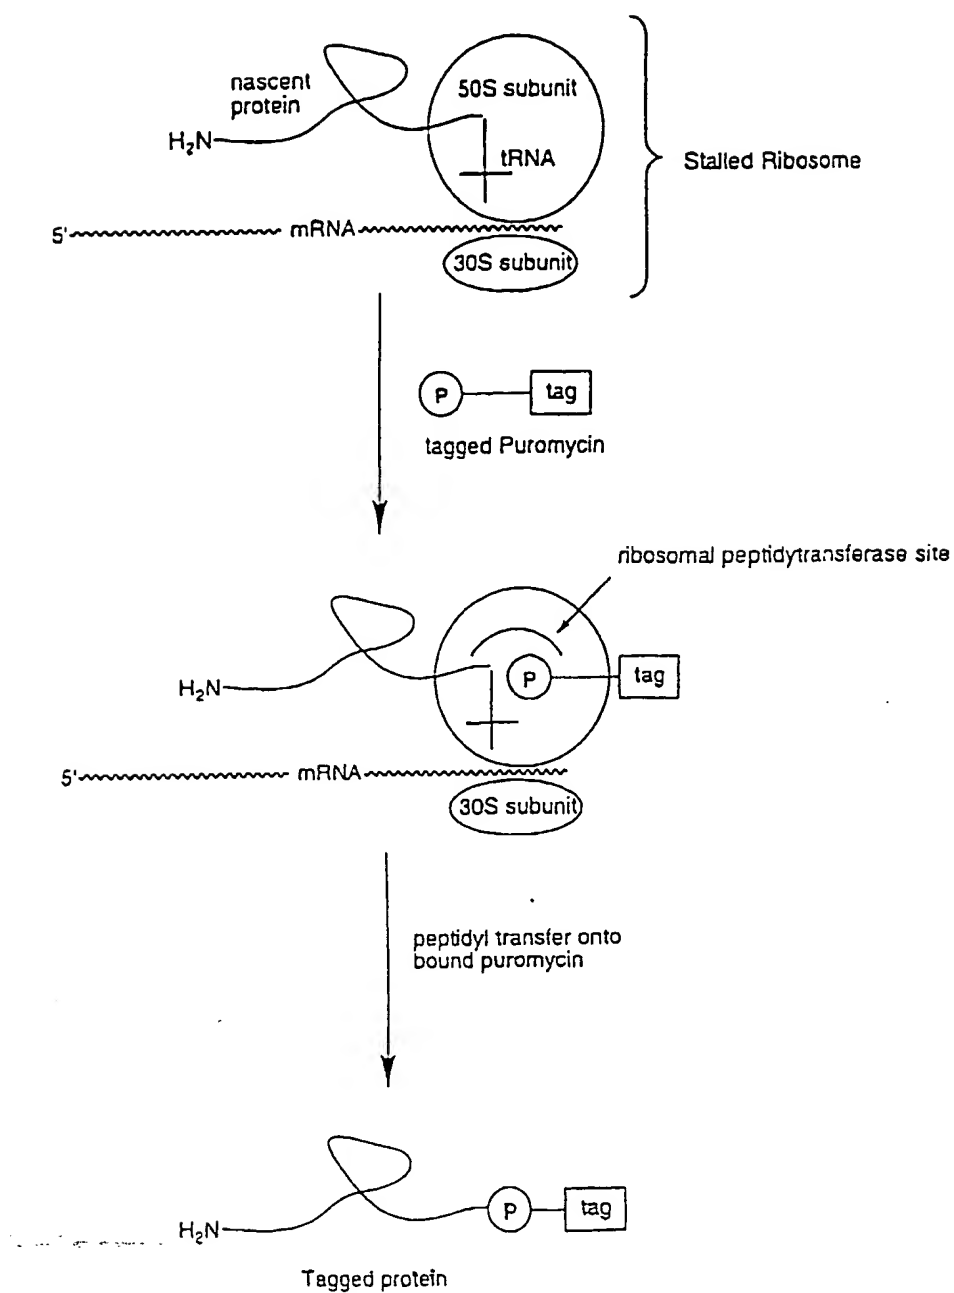 nascent
protein
50S subunit
H₂N
tRNA
Stalled Ribosome
5' mRNA
30S subunit
P tag
tagged Puromycin
ribosomal peptidytransferase site
P tag
H₂N
5' mRNA
30S subunit
peptidyl transfer onto
bound puromycin
P tag
H₂N
Tagged protein